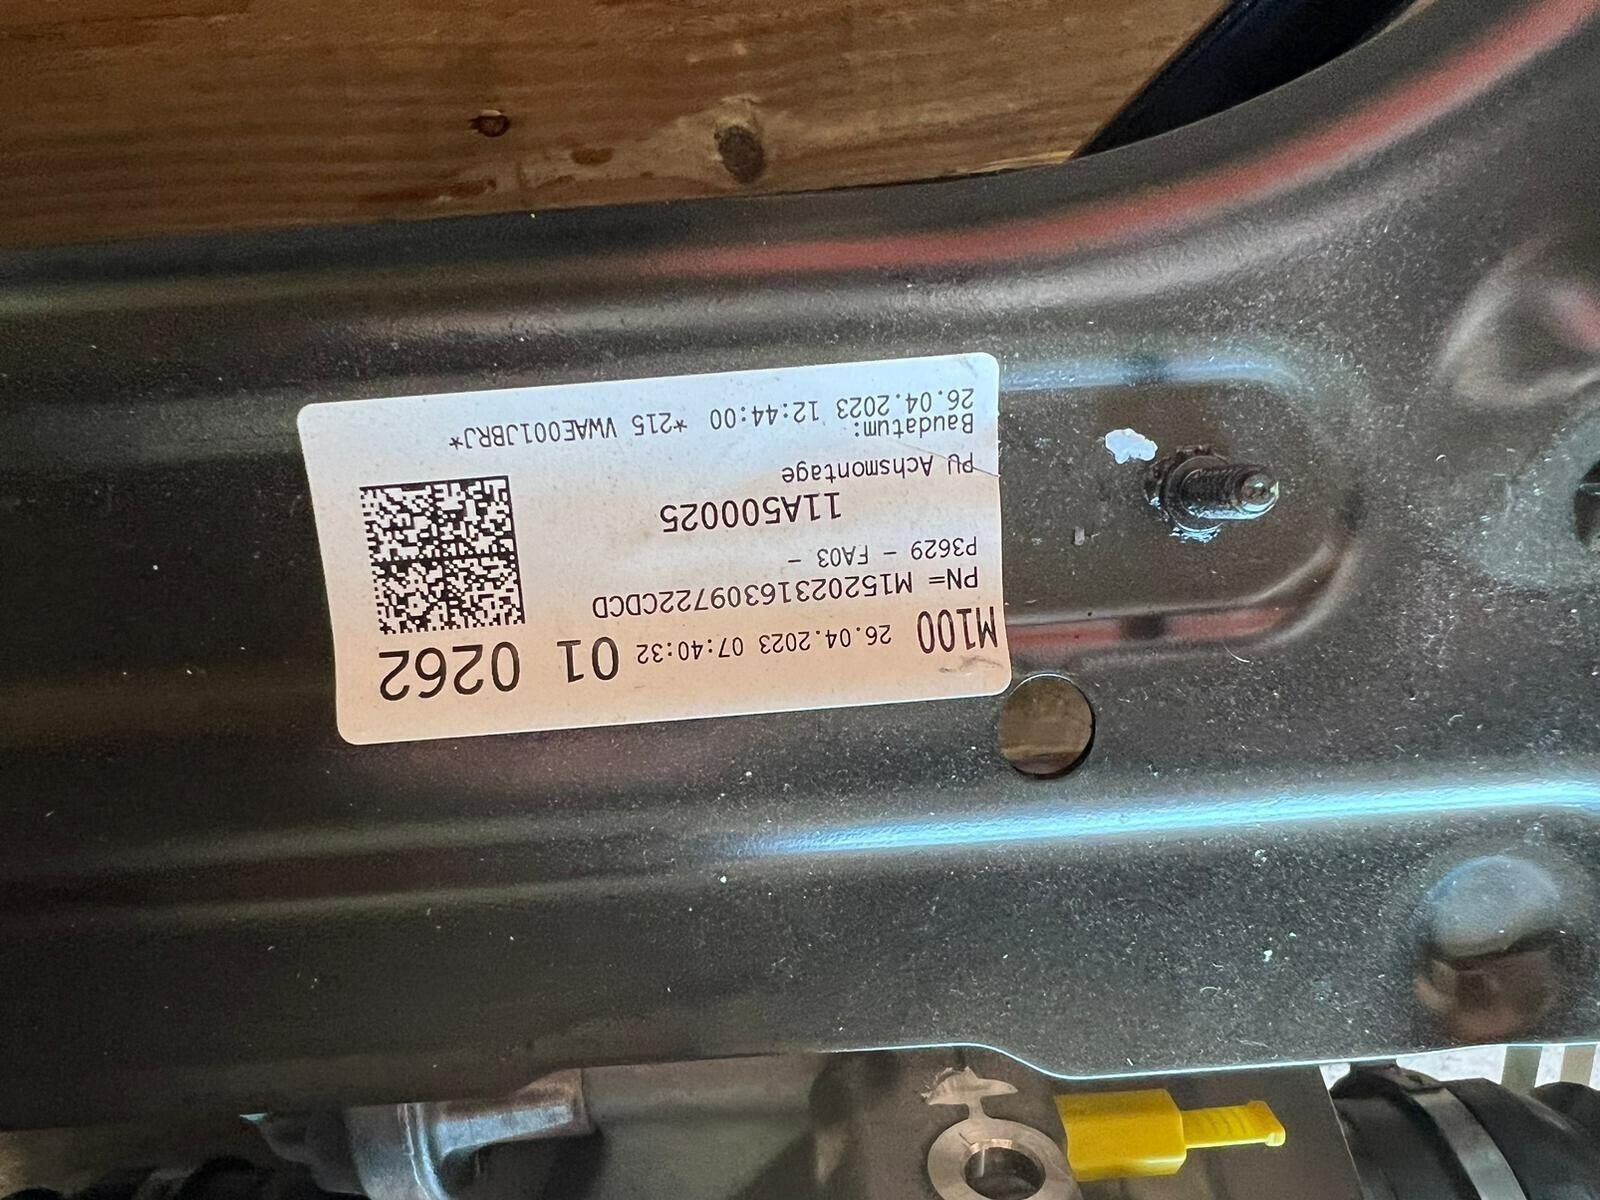 M100 26.04.2023 07:40:32 01 0262
PN= M15202316309722CDCD
P3629 - FA03 -
11A500025
PU Achsmontage
Baudatum:
26.04.2023 12:44:00 *215 VWAE001JBRJ*